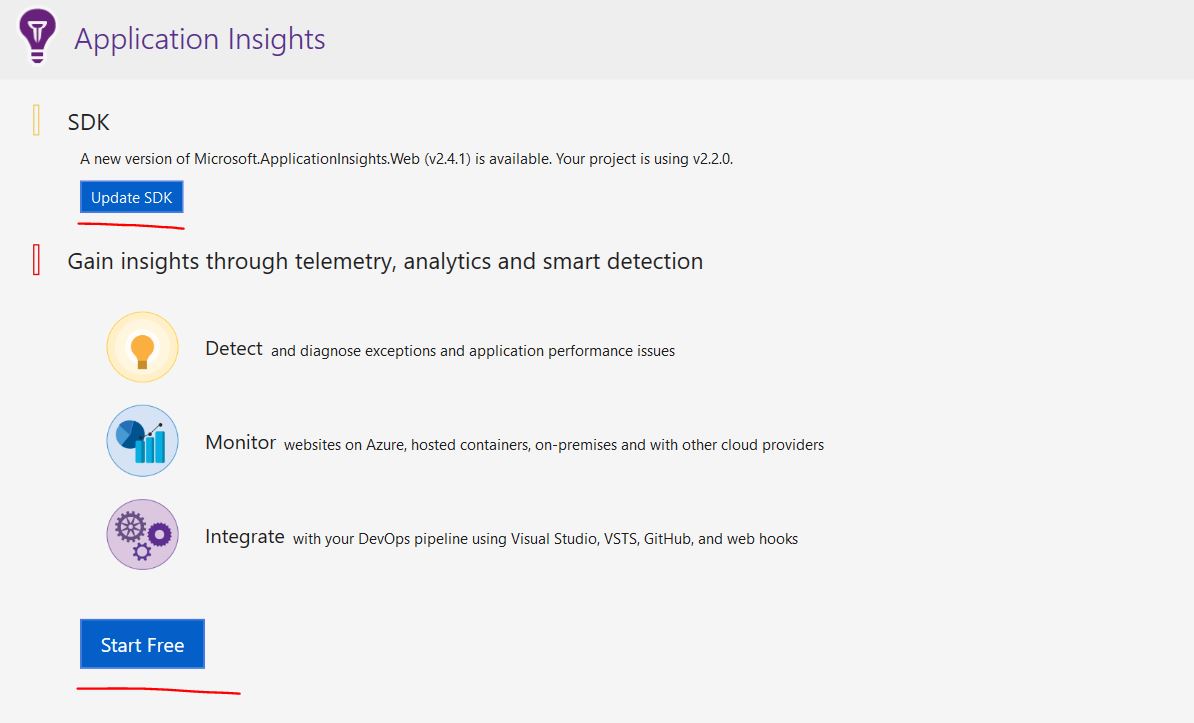 Application Insights
SDK
A new version of Microsoft.ApplicationInsights.Web (v2.4.1) is available. Your project is using v2.2.0.
Update SDK
Gain insights through telemetry, analytics and smart detection
Detect and diagnose exceptions and application performance issues
Monitor websites on Azure, hosted containers, on-premises and with other cloud providers
Integrate with your DevOps pipeline using Visual Studio, VSTS, GitHub, and web hooks
Start Free